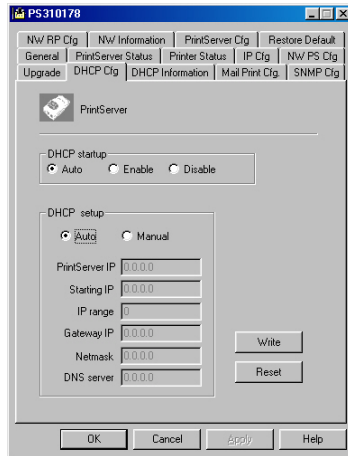 PS310178
NW RP Cfg NW Information PrintServer Cfg Restore Default
General PrintServer Status Printer Status IP Cfg NW PS Cfg
Upgrade DHCP Cfg DHCP Information Mail Print Cfg. SNMP Cfg
PrintServer
DHCP startup
Auto Enable Disable
DHCP setup
Auto Manual
PrintServer IP 0.0.0.0
Starting IP 0.0.0.0
IP range 0
Gateway IP 0.0.0.0
Write
Netmask 0.0.0.0
Reset
DNS server 0.0.0.0
OK Cancel Apply Help